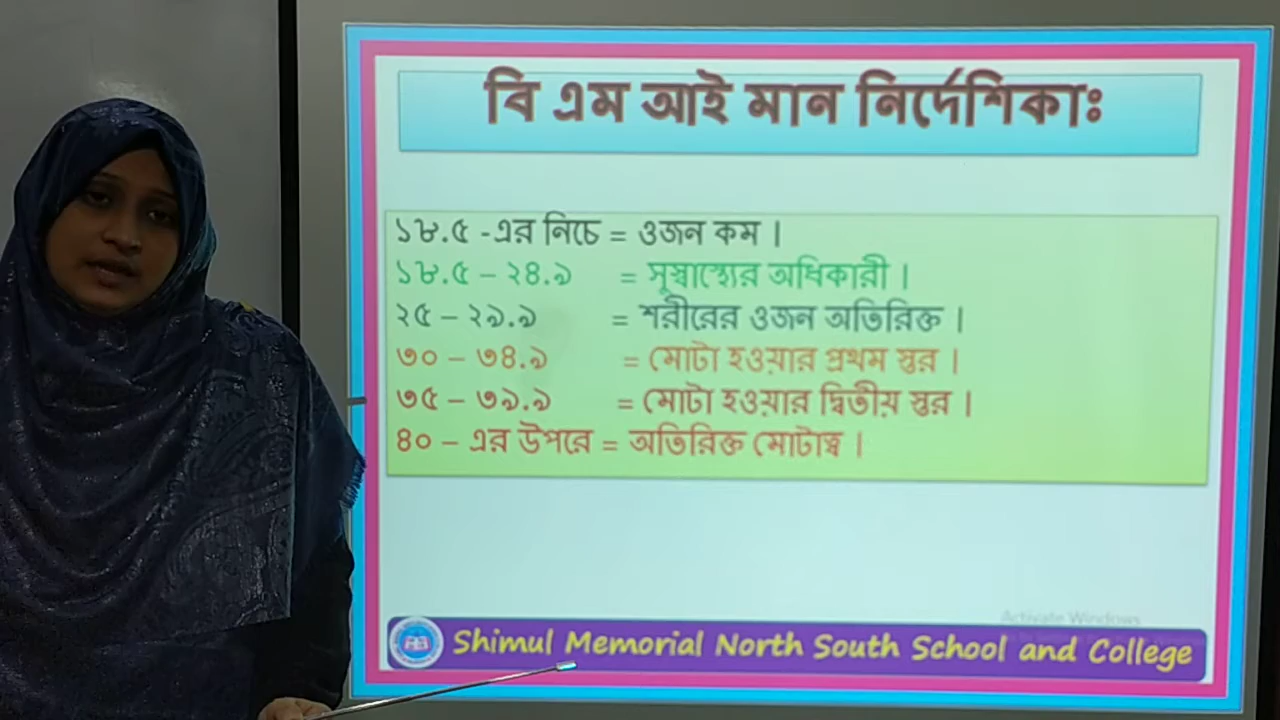 বি এম আই মান নির্দেশিকাঃ
১৮.৫ -এর নিচে = ওজন কম ।
১৮.৫ – ২৪.৯ = সুস্বাস্থ্যের অধিকারী ।
২৫ – ২৯.৯ = শরীরের ওজন অতিরিক্ত ।
৩০ – ৩৪.৯ = মোটা হওয়ার প্রথম স্তর ।
৩৫ – ৩৯.৯ = মোটা হওয়ার দ্বিতীয় স্তর ।
৪০ – এর উপরে = অতিরিক্ত মোটাত্ব ।
Activate Windows
Shimul Memorial North South School and College